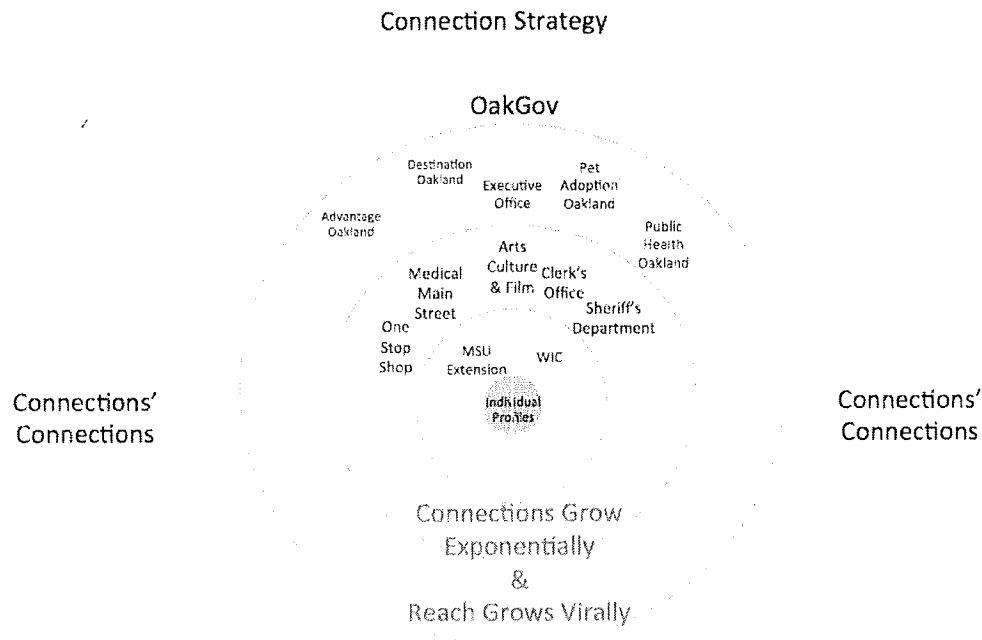 Connection Strategy
OakGov
Destination
Oakland
Executive
Office
Pet
Adoption
Oakland
Advantage
Oakland
Public
Health
Oakland
Arts
Culture
& Film
Clerk's
Office
Medical
Main
Street
Sheriff's
Department
One
Stop
Shop
MSU
Extension
WIC
Individual
Profiles
Connections'
Connections
Connections'
Connections
Connections Grow
Exponentially
&
Reach Grows Virally